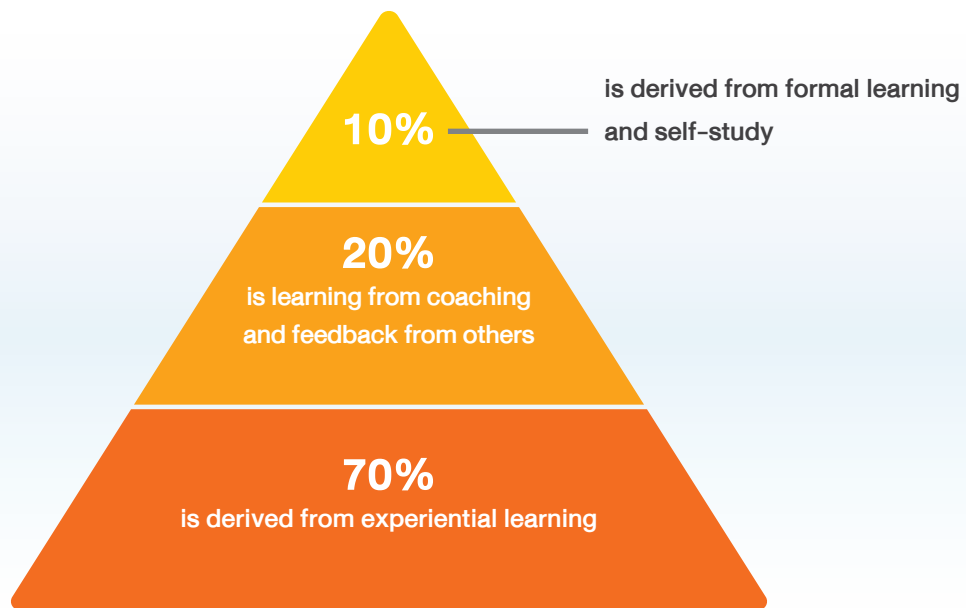 10%
is derived from formal learning
and self-study
20%
is learning from coaching
and feedback from others
70%
is derived from experiential learning